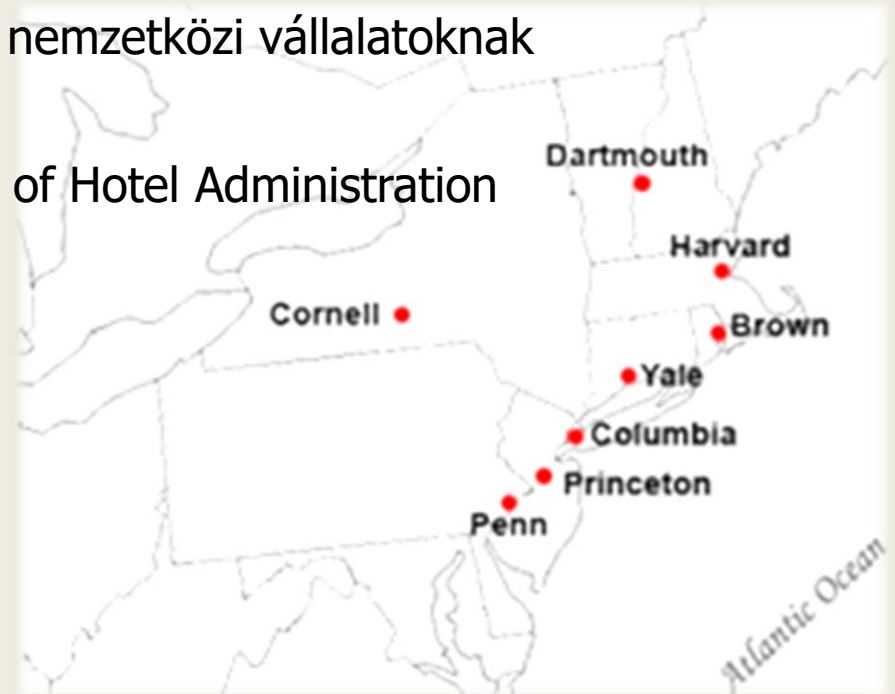 nemzetközi vállalatoknak
of Hotel Administration
Dartmouth
Harvard
Cornell
Brown
Yale
Columbia
Princeton
Penn
Atlantic Ocean